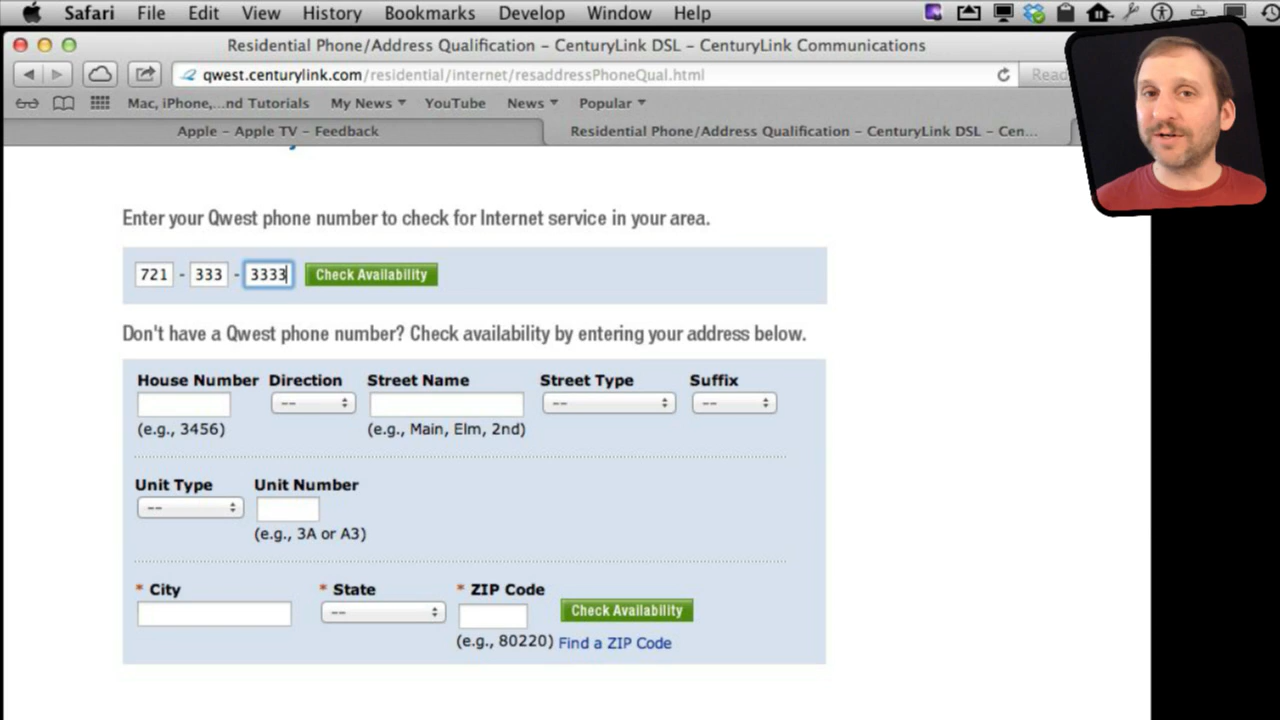 Safari File Edit View History Bookmarks Develop Window Help
Residential Phone/Address Qualification – CenturyLink DSL – CenturyLink Communications
qwest.centurylink.com/residential/internet/resaddressPhoneQual.html Read
Mac, iPhone,...nd Tutorials My News YouTube News Popular
Apple – Apple TV – Feedback Residential Phone/Address Qualification – CenturyLink DSL – Cen...
Enter your Qwest phone number to check for Internet service in your area.
721 - 333 - 3333 Check Availability
Don't have a Qwest phone number? Check availability by entering your address below.
House Number Direction Street Name Street Type Suffix
-- -- --
(e.g., 3456) (e.g., Main, Elm, 2nd)
Unit Type Unit Number
--
(e.g., 3A or A3)
* City * State * ZIP Code
-- Check Availability
(e.g., 80220) Find a ZIP Code